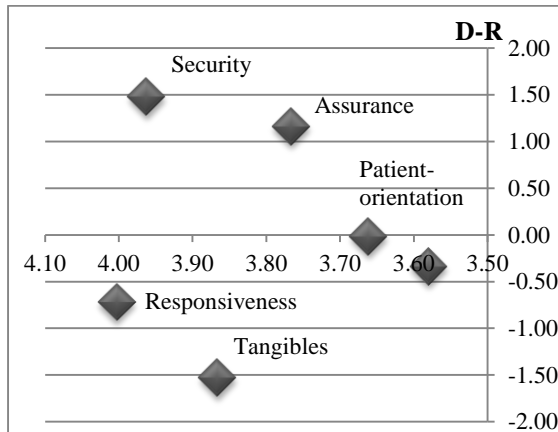 D-R
2.00
Security
1.50
Assurance
1.00
Patient-
orientation
0.50
0.00
4.10 4.00 3.90 3.80 3.70 3.60 3.50
-0.50
Responsiveness
-1.00
Tangibles
-1.50
-2.00